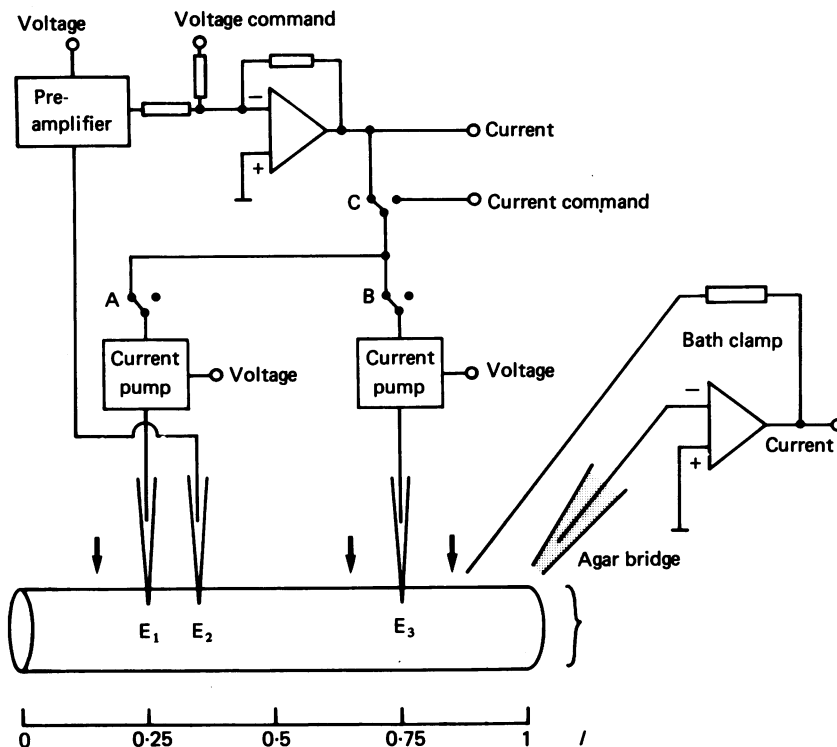 Voltage
Voltage command
Pre-
amplifier
−
+
Current
C
Current command
A
B
Current
pump
Voltage
Current
pump
Voltage
Bath clamp
−
+
Current
Agar bridge
E₁
E₂
E₃
0
0·25
0·5
0·75
1
l